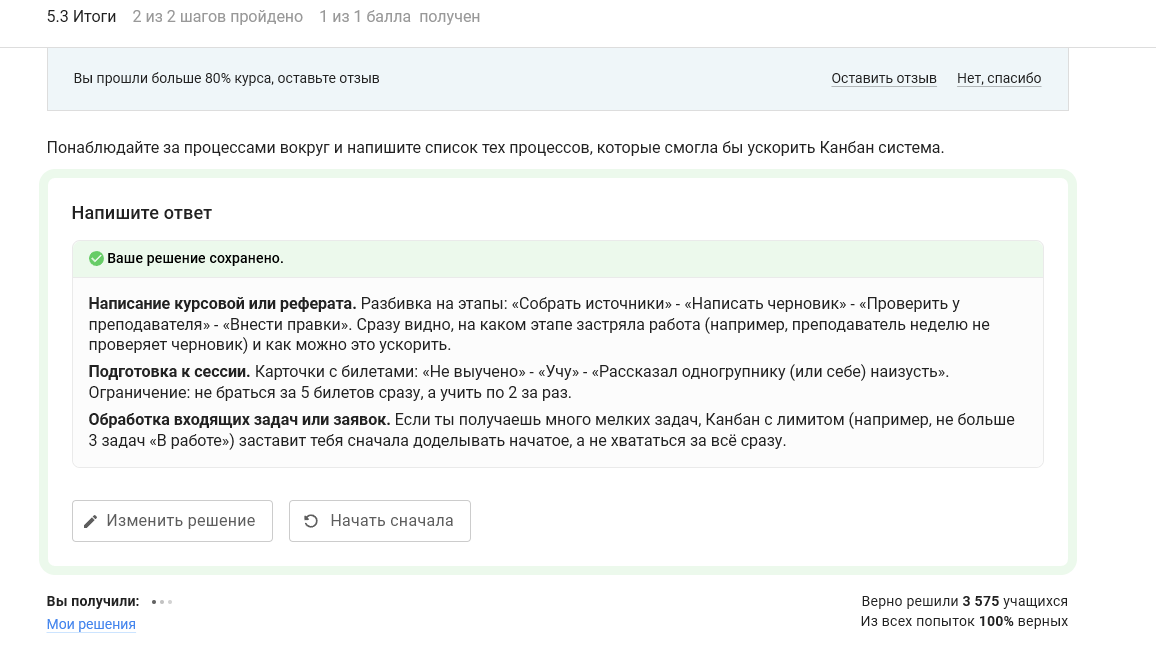 5.3 Итоги 2 из 2 шагов пройдено 1 из 1 балла получен
Вы прошли больше 80% курса, оставьте отзыв Оставить отзыв Нет, спасибо
Понаблюдайте за процессами вокруг и напишите список тех процессов, которые смогла бы ускорить Канбан система.
Напишите ответ
Ваше решение сохранено.
Написание курсовой или реферата. Разбивка на этапы: «Собрать источники» - «Написать черновик» - «Проверить у
преподавателя» - «Внести правки». Сразу видно, на каком этапе застряла работа (например, преподаватель неделю не
проверяет черновик) и как можно это ускорить.
Подготовка к сессии. Карточки с билетами: «Не выучено» - «Учу» - «Рассказал одногрупнику (или себе) наизусть».
Ограничение: не браться за 5 билетов сразу, а учить по 2 за раз.
Обработка входящих задач или заявок. Если ты получаешь много мелких задач, Канбан с лимитом (например, не больше
3 задач «В работе») заставит тебя сначала доделывать начатое, а не хвататься за всё сразу.
Изменить решение Начать сначала
Вы получили: Верно решили 3 575 учащихся
Мои решения Из всех попыток 100% верных